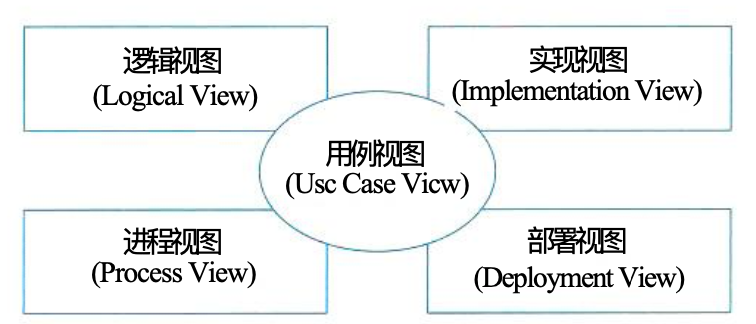 逻辑视图
(Logical View)
实现视图
(Implementation View)
用例视图
(Usc Case Vicw)
进程视图
(Process View)
部署视图
(Deployment View)